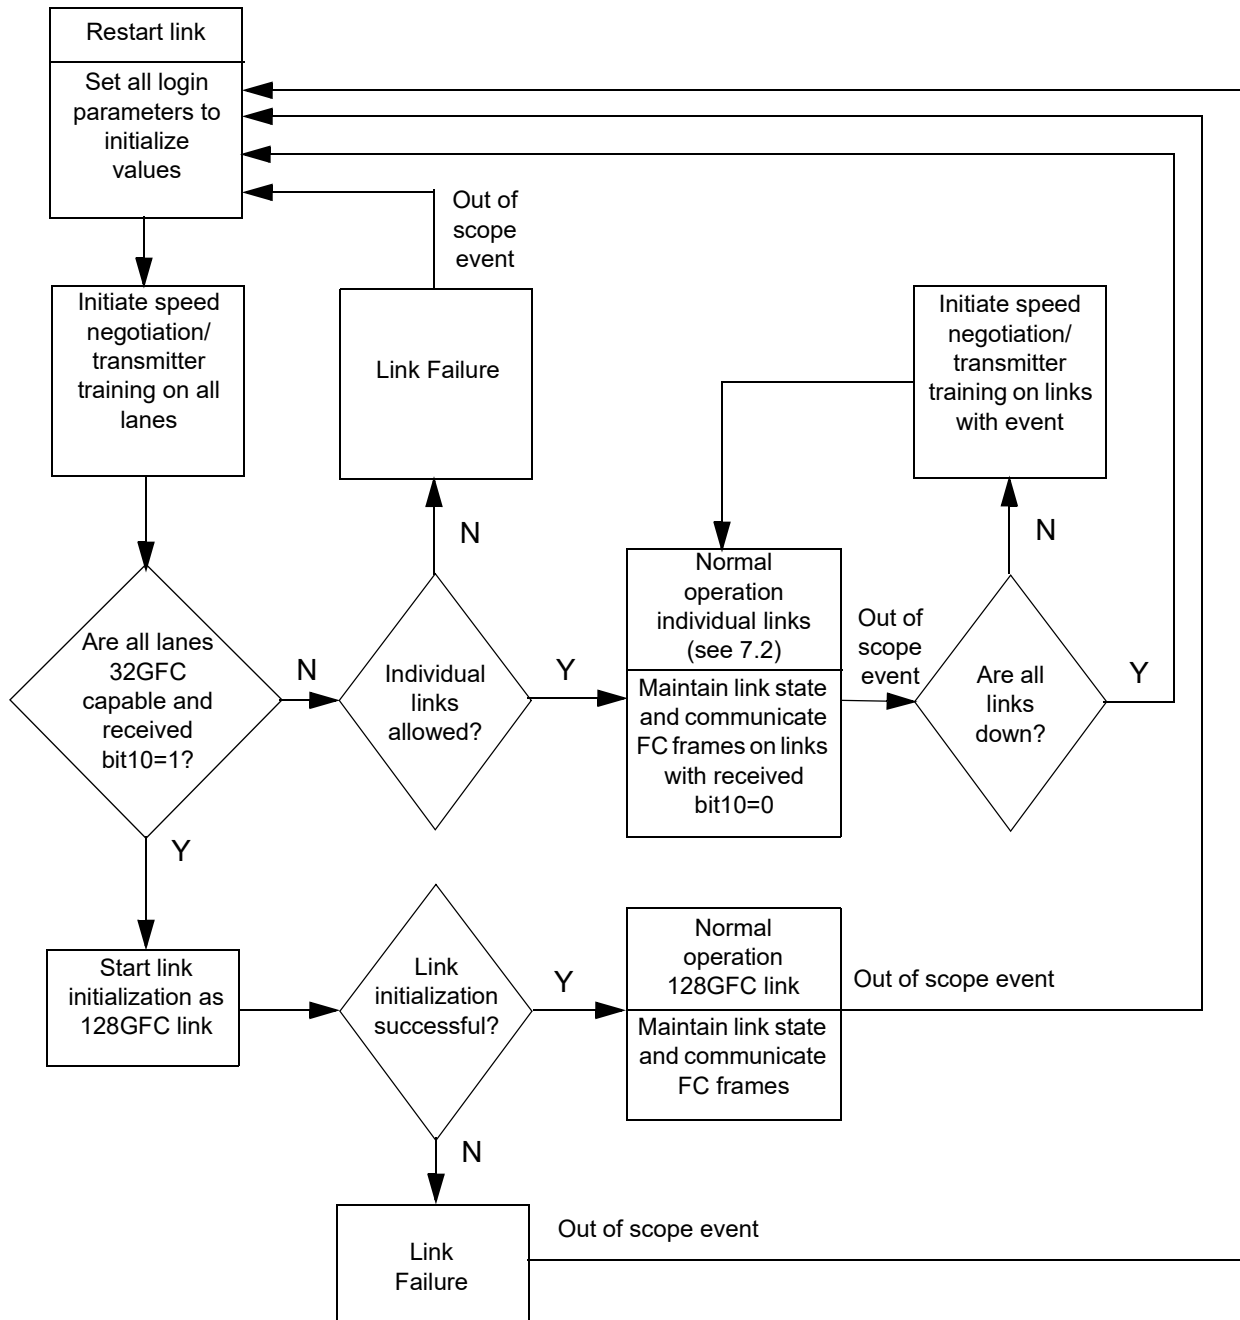 Restart link
Set all login
parameters to
initialize
values
Out of
scope
event
Initiate speed
negotiation/
transmitter
training on all
lanes
Link Failure
Initiate speed
negotiation/
transmitter
training on links
with event
N
N
Are all lanes
32GFC
capable and
received
bit10=1?
N
Individual
links
allowed?
Y
Normal
operation
individual links
(see 7.2)
Maintain link state
and communicate
FC frames on links
with received
bit10=0
Out of
scope
event
Are all
links
down?
Y
Y
Start link
initialization as
128GFC link
Link
initialization
successful?
Y
Normal
operation
128GFC link
Maintain link state
and communicate
FC frames
Out of scope event
N
Link
Failure
Out of scope event